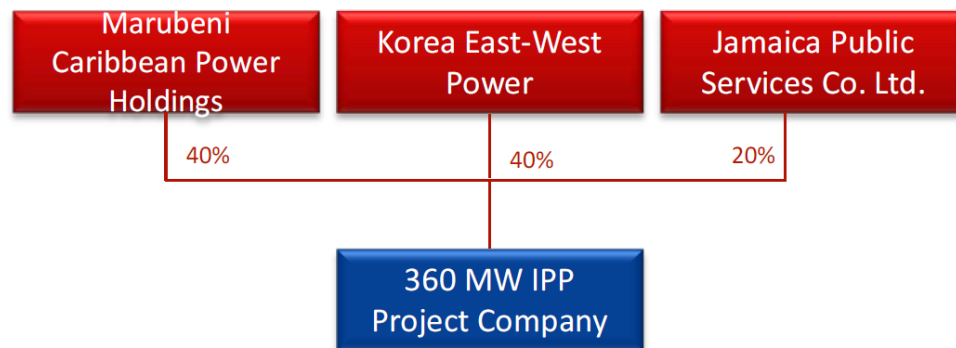 Marubeni
Caribbean Power
Holdings
Korea East-West
Power
Jamaica Public
Services Co. Ltd.
40%
40%
20%
360 MW IPP
Project Company